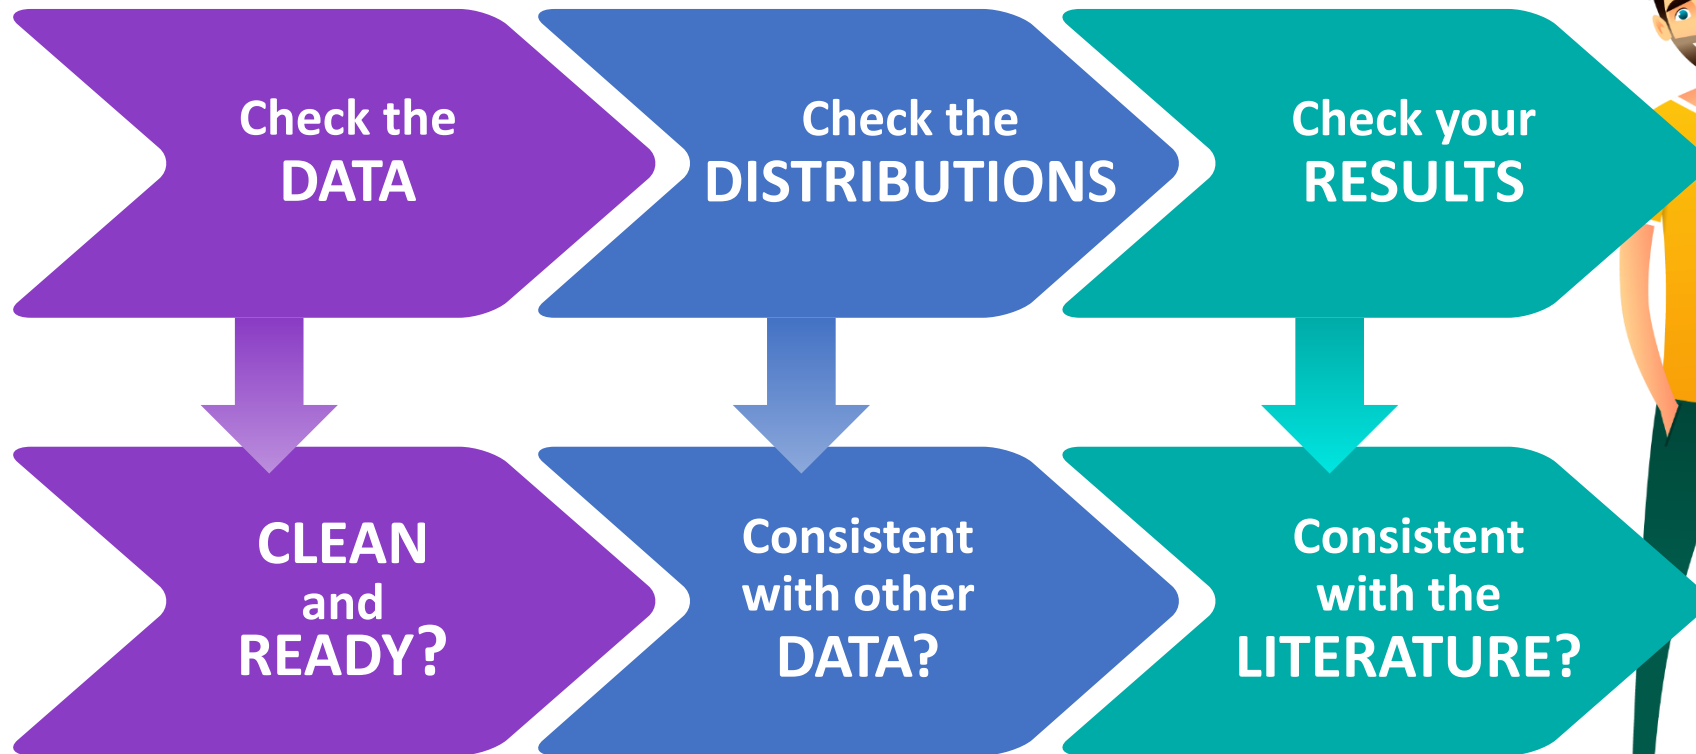 Check the
DATA
Check the
DISTRIBUTIONS
Check your
RESULTS
CLEAN
and
READY?
Consistent
with other
DATA?
Consistent
with the
LITERATURE?